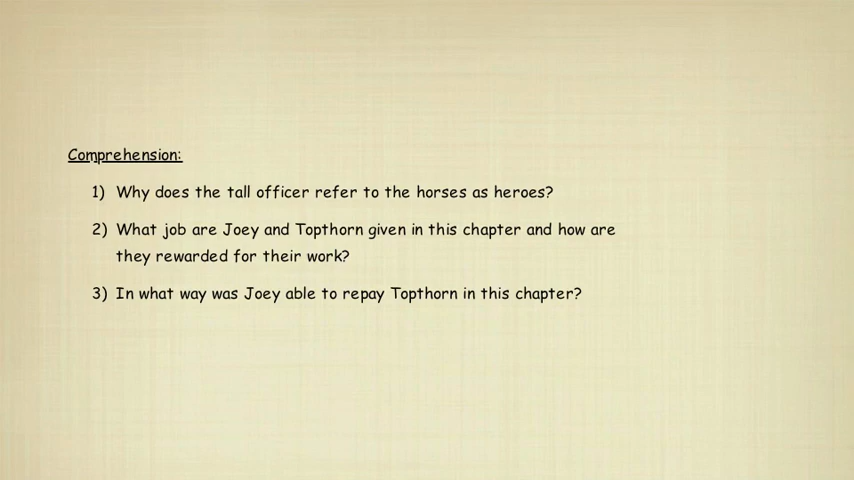 Comprehension:
1) Why does the tall officer refer to the horses as heroes?
2) What job are Joey and Topthorn given in this chapter and how are
they rewarded for their work?
3) In what way was Joey able to repay Topthorn in this chapter?